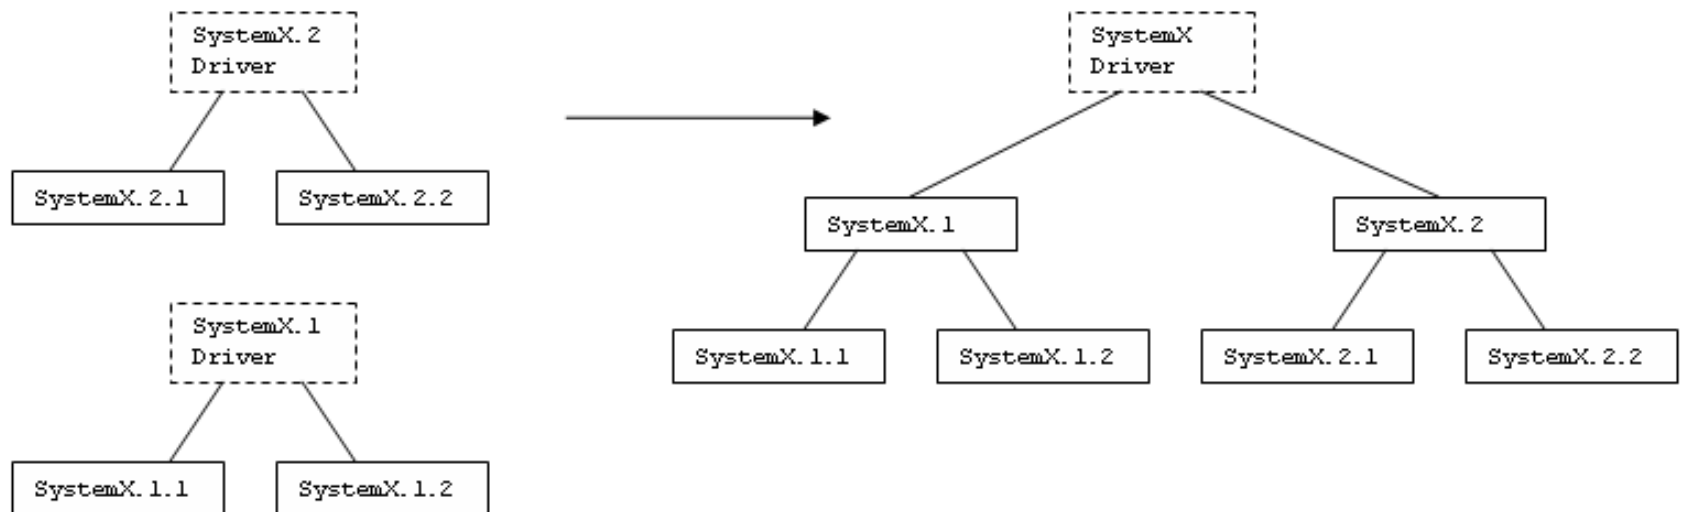 SystemX.2
Driver
SystemX.2.1
SystemX.2.2
SystemX.1
Driver
SystemX.1.1
SystemX.1.2
SystemX
Driver
SystemX.1
SystemX.2
SystemX.1.1
SystemX.1.2
SystemX.2.1
SystemX.2.2